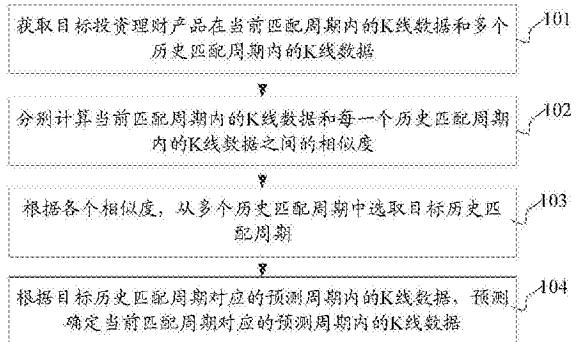 获取目标投资理财产品在当前匹配周期内的K线数据和多个
历史匹配周期内的K线数据
101
分别计算当前匹配周期内的K线数据和每一个历史匹配周期
内的K线数据之间的相似度
102
根据各个相似度，从多个历史匹配周期中选取目标历史匹
配周期
103
根据目标历史匹配周期对应的预测周期内的K线数据，预测
确定当前匹配周期对应的预测周期内的K线数据
104